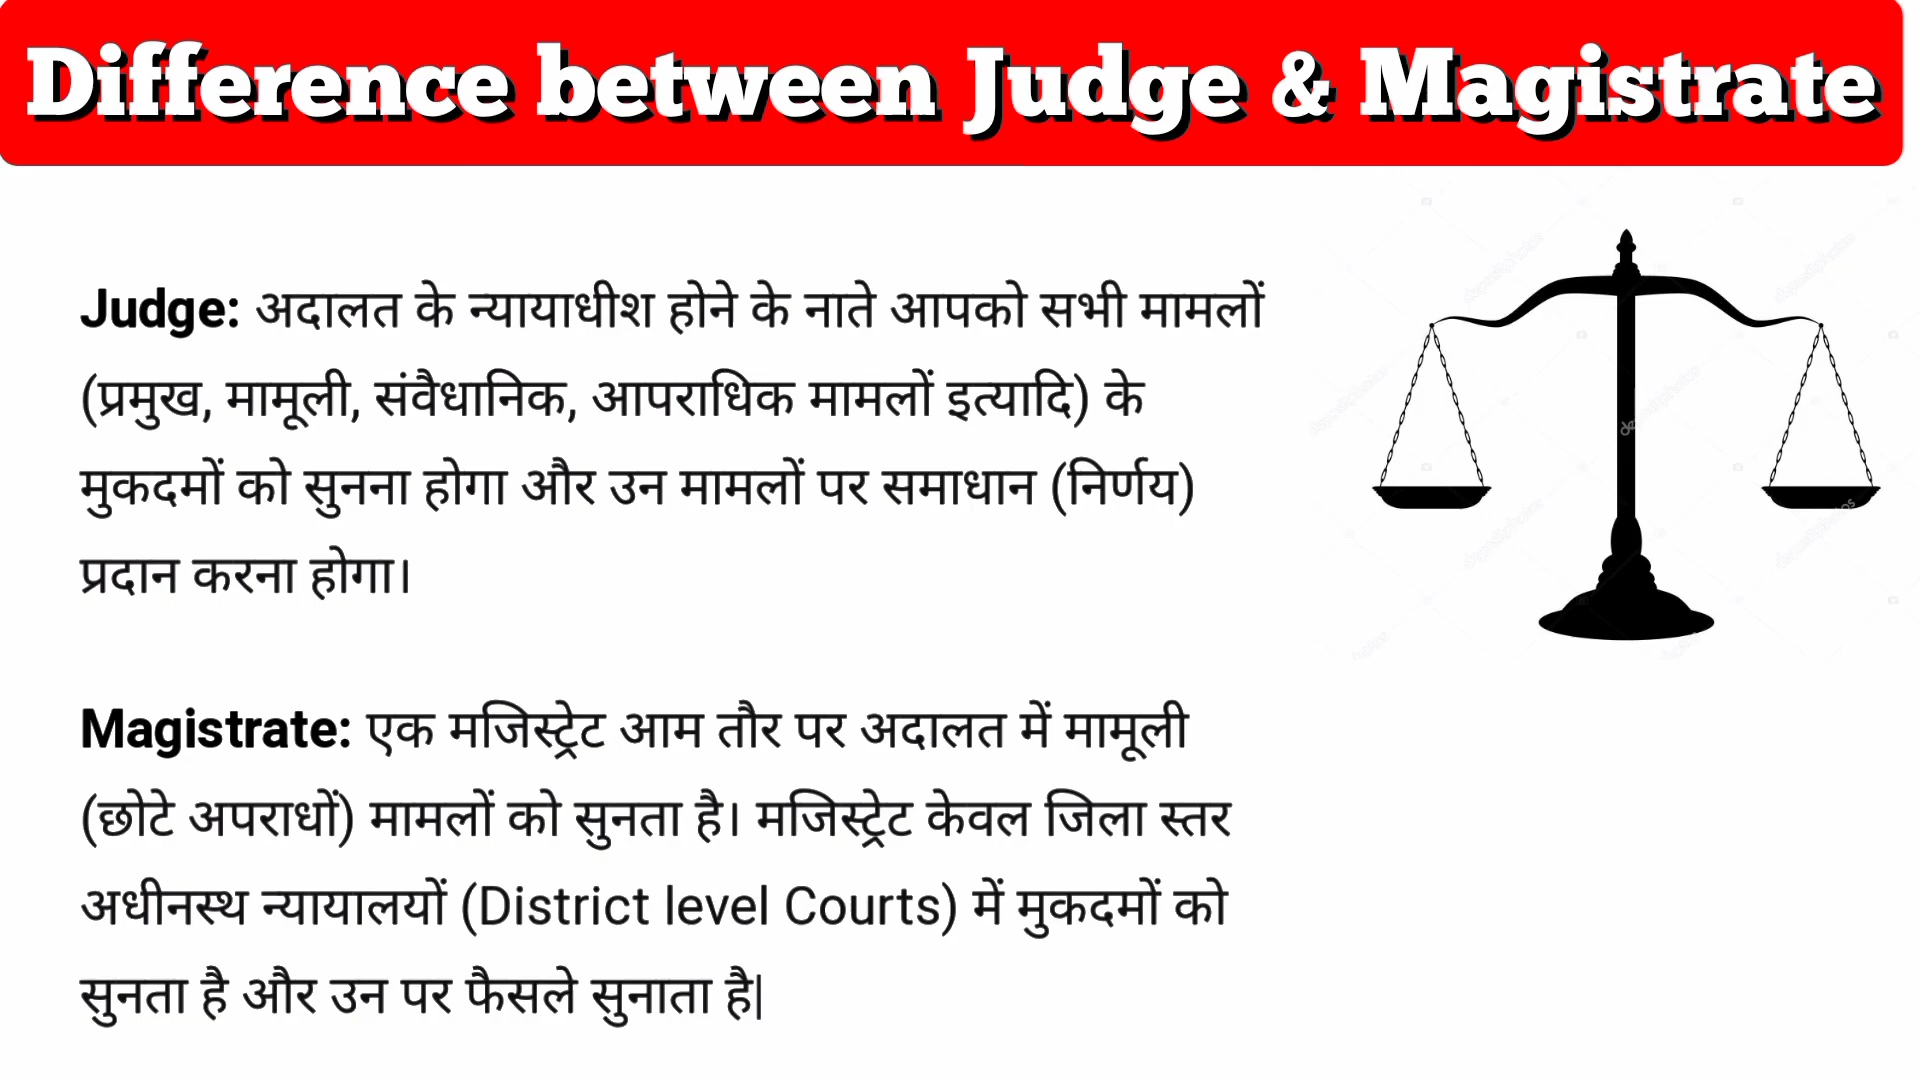 Difference between Judge & Magistrate
Judge: अदालत के न्यायाधीश होने के नाते आपको सभी मामलों
(प्रमुख, मामूली, संवैधानिक, आपराधिक मामलों इत्यादि) के
मुकदमों को सुनना होगा और उन मामलों पर समाधान (निर्णय)
प्रदान करना होगा।
Magistrate: एक मजिस्ट्रेट आम तौर पर अदालत में मामूली
(छोटे अपराधों) मामलों को सुनता है। मजिस्ट्रेट केवल जिला स्तर
अधीनस्थ न्यायालयों (District level Courts) में मुकदमों को
सुनता है और उन पर फैसले सुनाता है|